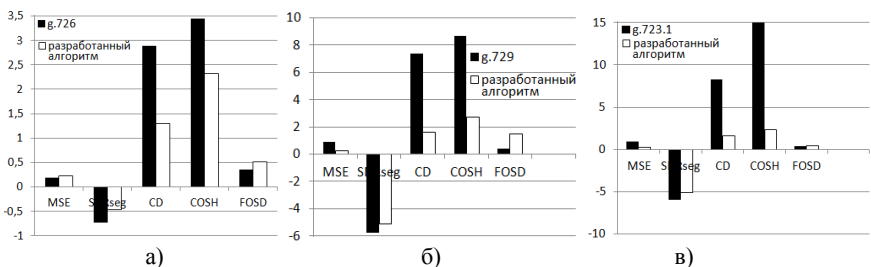 3,5
3
2,5
2
1,5
1
0,5
0
-0,5
-1
g.726
разработанный
алгоритм
MSE CD COSH FOSD
а)
10
8
6
4
2
0
-2
-4
-6
g.729
разработанный
алгоритм
MSE CD COSH FOSD
б)
15
10
5
0
-5
-10
g.723.1
разработанный
алгоритм
MSE CD COSH FOSD
в)